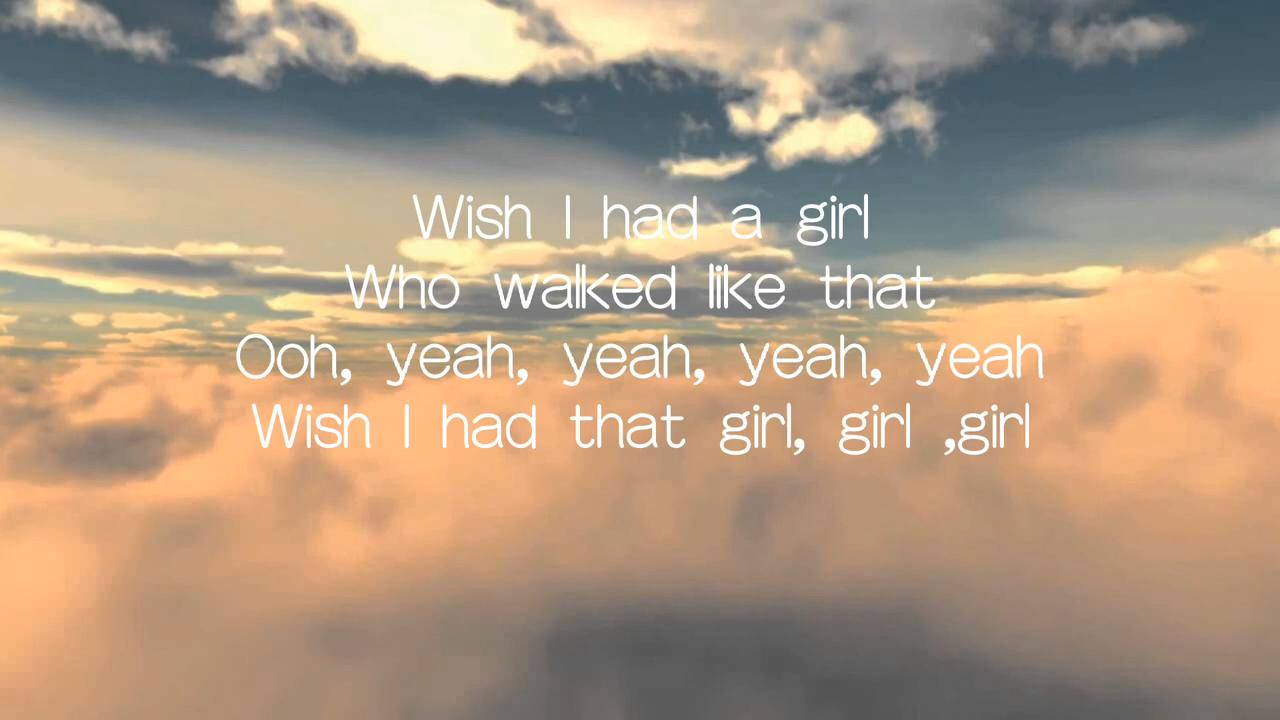 Wish I had a girl
Who walked like that
Ooh, yeah, yeah, yeah, yeah
Wish I had that girl, girl ,girl